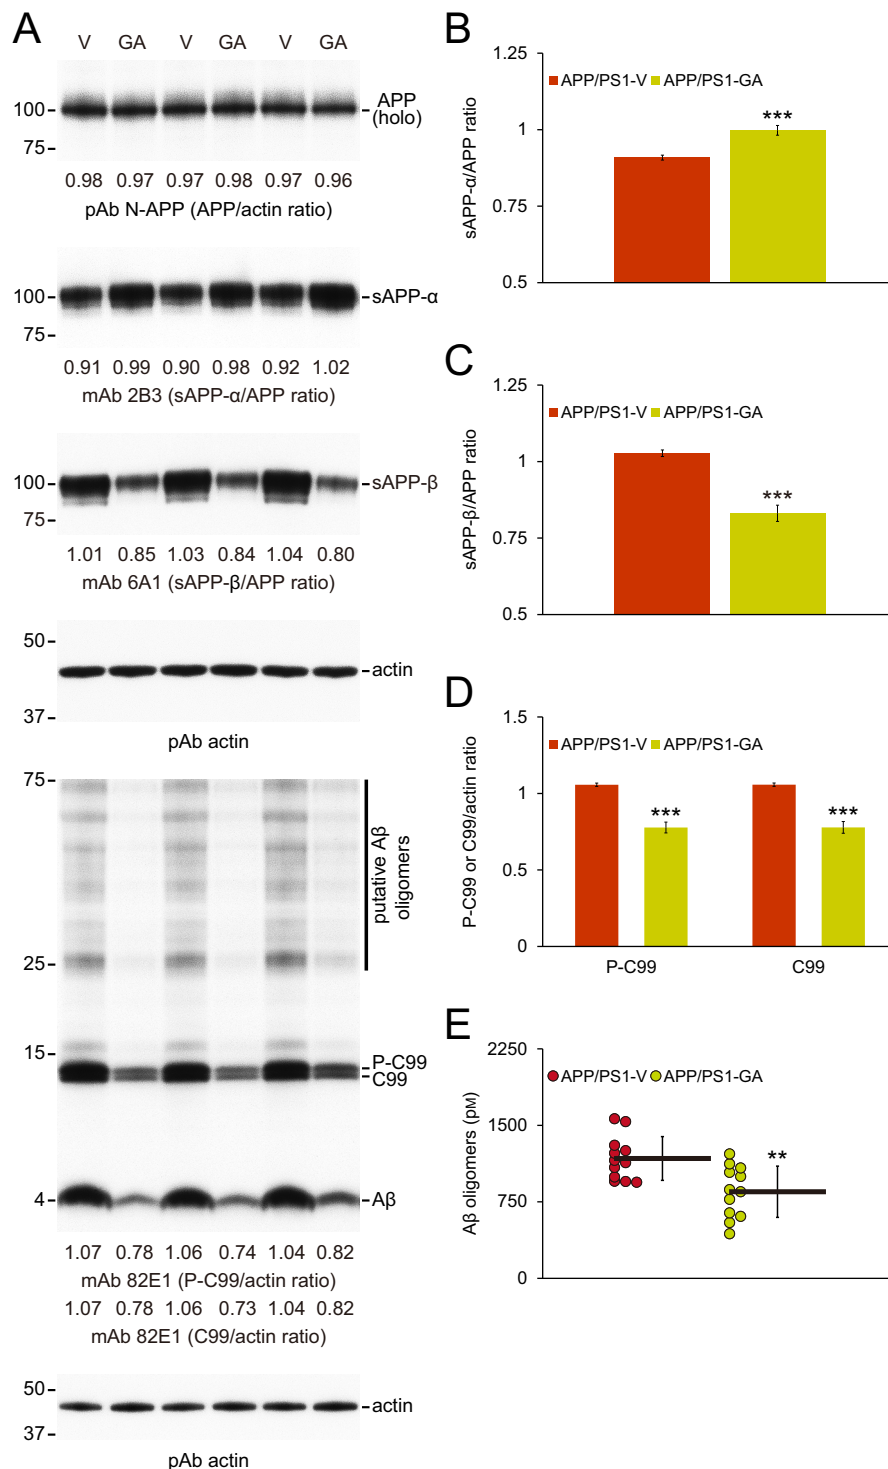 A
V GA V GA V GA
100
75
APP
(holo)
0.98 0.97 0.97 0.98 0.97 0.96
pAb N-APP (APP/actin ratio)
100
75
sAPP-α
0.91 0.99 0.90 0.98 0.92 1.02
mAb 2B3 (sAPP-α/APP ratio)
100
75
sAPP-β
1.01 0.85 1.03 0.84 1.04 0.80
mAb 6A1 (sAPP-β/APP ratio)
50
37
actin
pAb actin
75
25
15
4
putative Aβ
oligomers
P-C99
C99
Aβ
1.07 0.78 1.06 0.74 1.04 0.82
mAb 82E1 (P-C99/actin ratio)
1.07 0.78 1.06 0.73 1.04 0.82
mAb 82E1 (C99/actin ratio)
50
37
actin
pAb actin
B
sAPP-α/APP ratio
1.25
1
0.75
0.5
APP/PS1-V APP/PS1-GA
***
C
sAPP-β/APP ratio
1.25
1
0.75
0.5
APP/PS1-V APP/PS1-GA
***
D
P-C99 or C99/actin ratio
1.5
1
0.5
0
APP/PS1-V APP/PS1-GA
*** ***
P-C99 C99
E
Aβ oligomers (pM)
2250
1500
750
0
APP/PS1-V APP/PS1-GA
**